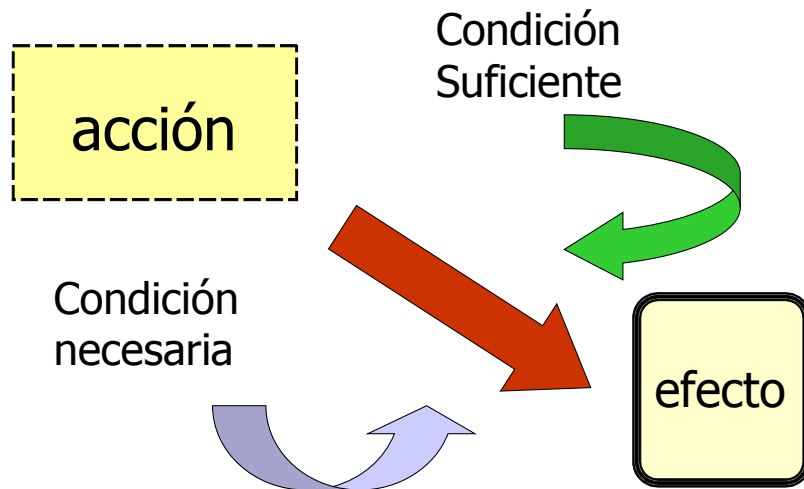 Condición
Suficiente
acción
Condición
necesaria
efecto